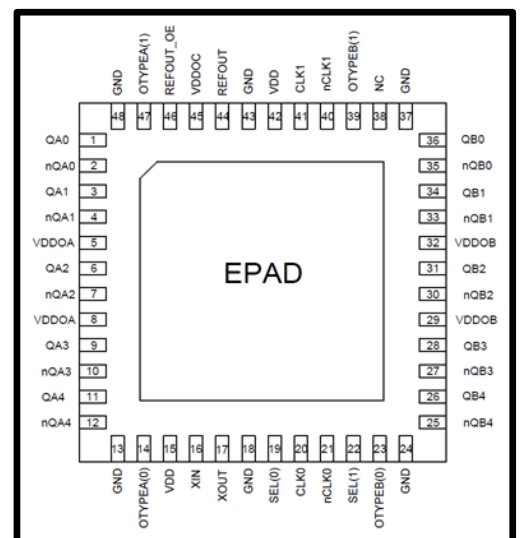 GND OTYPEA(1) REFOUT_OE VDDOC REFOUT GND VDD CLK1 nCLK1 OTYPEB(1) NC GND
48 47 46 45 44 43 42 41 40 39 38 37
QA0 1 36 QB0
nQA0 2 35 nQB0
QA1 3 34 QB1
nQA1 4 33 nQB1
VDDOA 5 32 VDDOB
QA2 6 31 QB2
EPAD
nQA2 7 30 nQB2
VDDOA 8 29 VDDOB
QA3 9 28 QB3
nQA3 10 27 nQB3
QA4 11 26 QB4
nQA4 12 25 nQB4
13 14 15 16 17 18 19 20 21 22 23 24
GND OTYPEA(0) VDD XIN XOUT GND SEL(0) CLK0 nCLK0 SEL(1) OTYPEB(0) GND